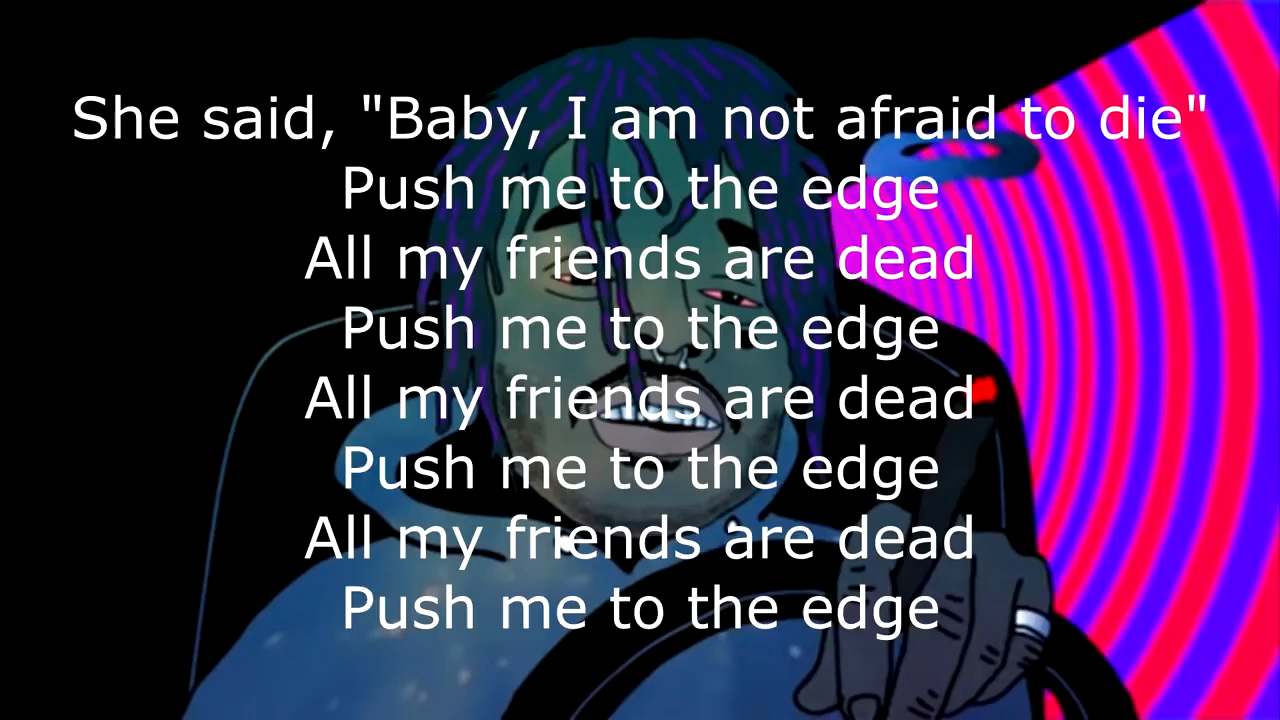 She said, "Baby, I am not afraid to die"
Push me to the edge
All my friends are dead
Push me to the edge
All my friends are dead
Push me to the edge
All my friends are dead
Push me to the edge